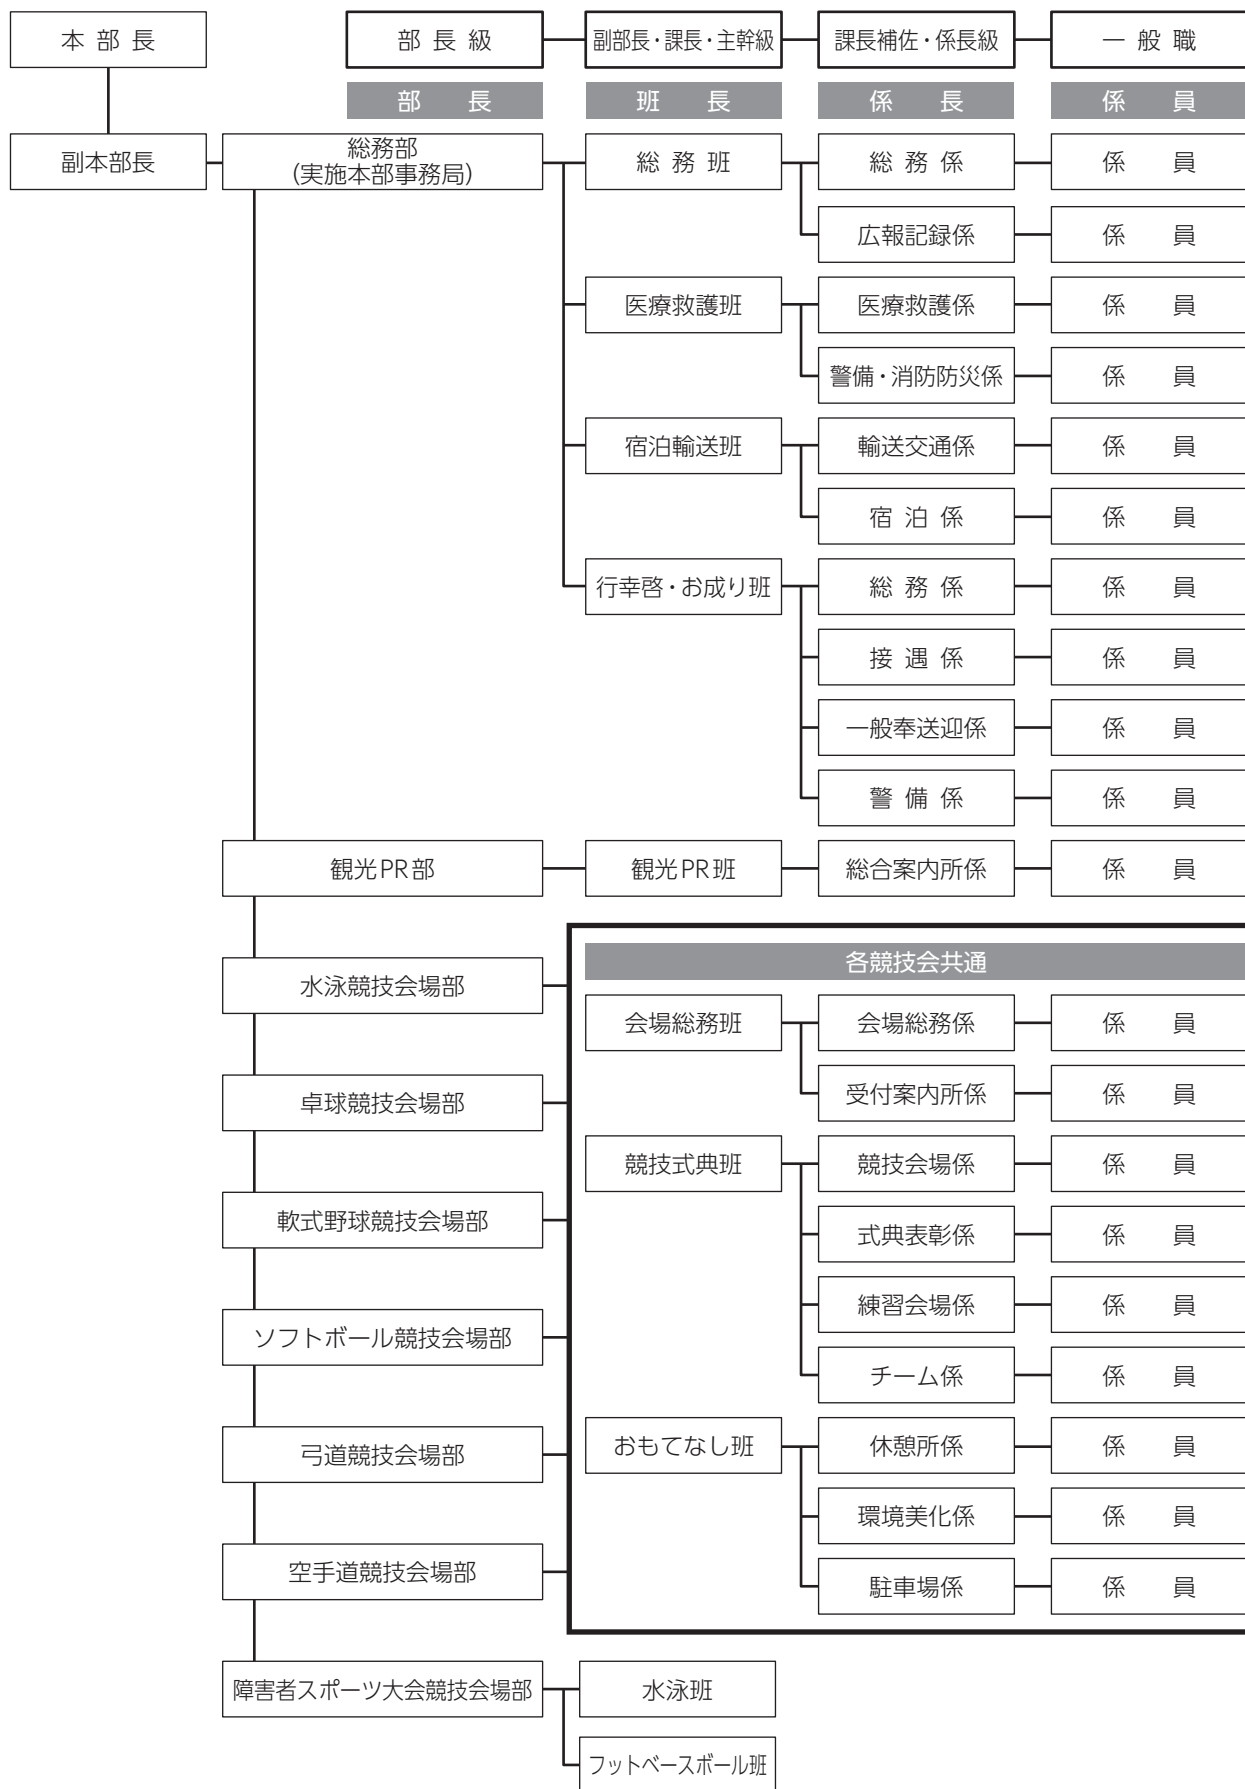 本部長
部長級
副部長・課長・主幹級
課長補佐・係長級
一般職
部長
班長
係長
係員
副本部長
総務部
(実施本部事務局)
総務班
総務係
係員
広報記録係
係員
医療救護班
医療救護係
係員
警備・消防防災係
係員
宿泊輸送班
輸送交通係
係員
宿泊係
係員
行幸啓・お成り班
総務係
係員
接遇係
係員
一般奉送迎係
係員
警備係
係員
観光PR部
観光PR班
総合案内所係
係員
各競技会共通
水泳競技会場部
会場総務班
会場総務係
係員
受付案内所係
係員
卓球競技会場部
競技式典班
競技会場係
係員
軟式野球競技会場部
式典表彰係
係員
練習会場係
係員
ソフトボール競技会場部
チーム係
係員
弓道競技会場部
おもてなし班
休憩所係
係員
環境美化係
係員
空手道競技会場部
駐車場係
係員
障害者スポーツ大会競技会場部
水泳班
フットベースボール班